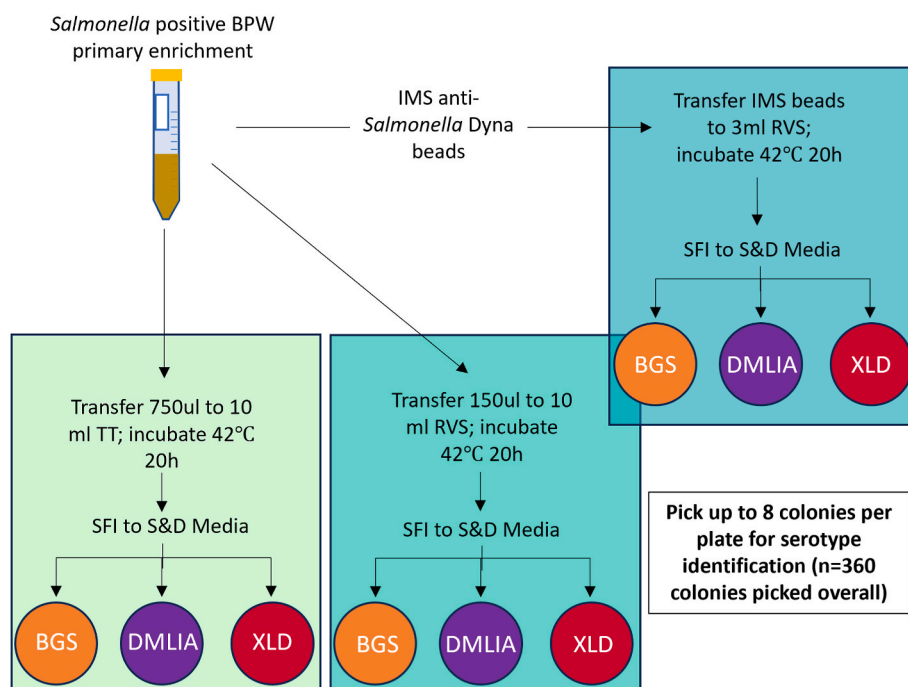 Salmonella positive BPW
primary enrichment
IMS anti-
Salmonella Dyna
beads
Transfer IMS beads
to 3ml RVS;
incubate 42℃ 20h
SFI to S&D Media
BGS
DMLIA
XLD
Transfer 750ul to 10
ml TT; incubate 42℃
20h
SFI to S&D Media
BGS
DMLIA
XLD
Transfer 150ul to 10
ml RVS; incubate
42℃ 20h
SFI to S&D Media
BGS
DMLIA
XLD
Pick up to 8 colonies per
plate for serotype
identification (n=360
colonies picked overall)